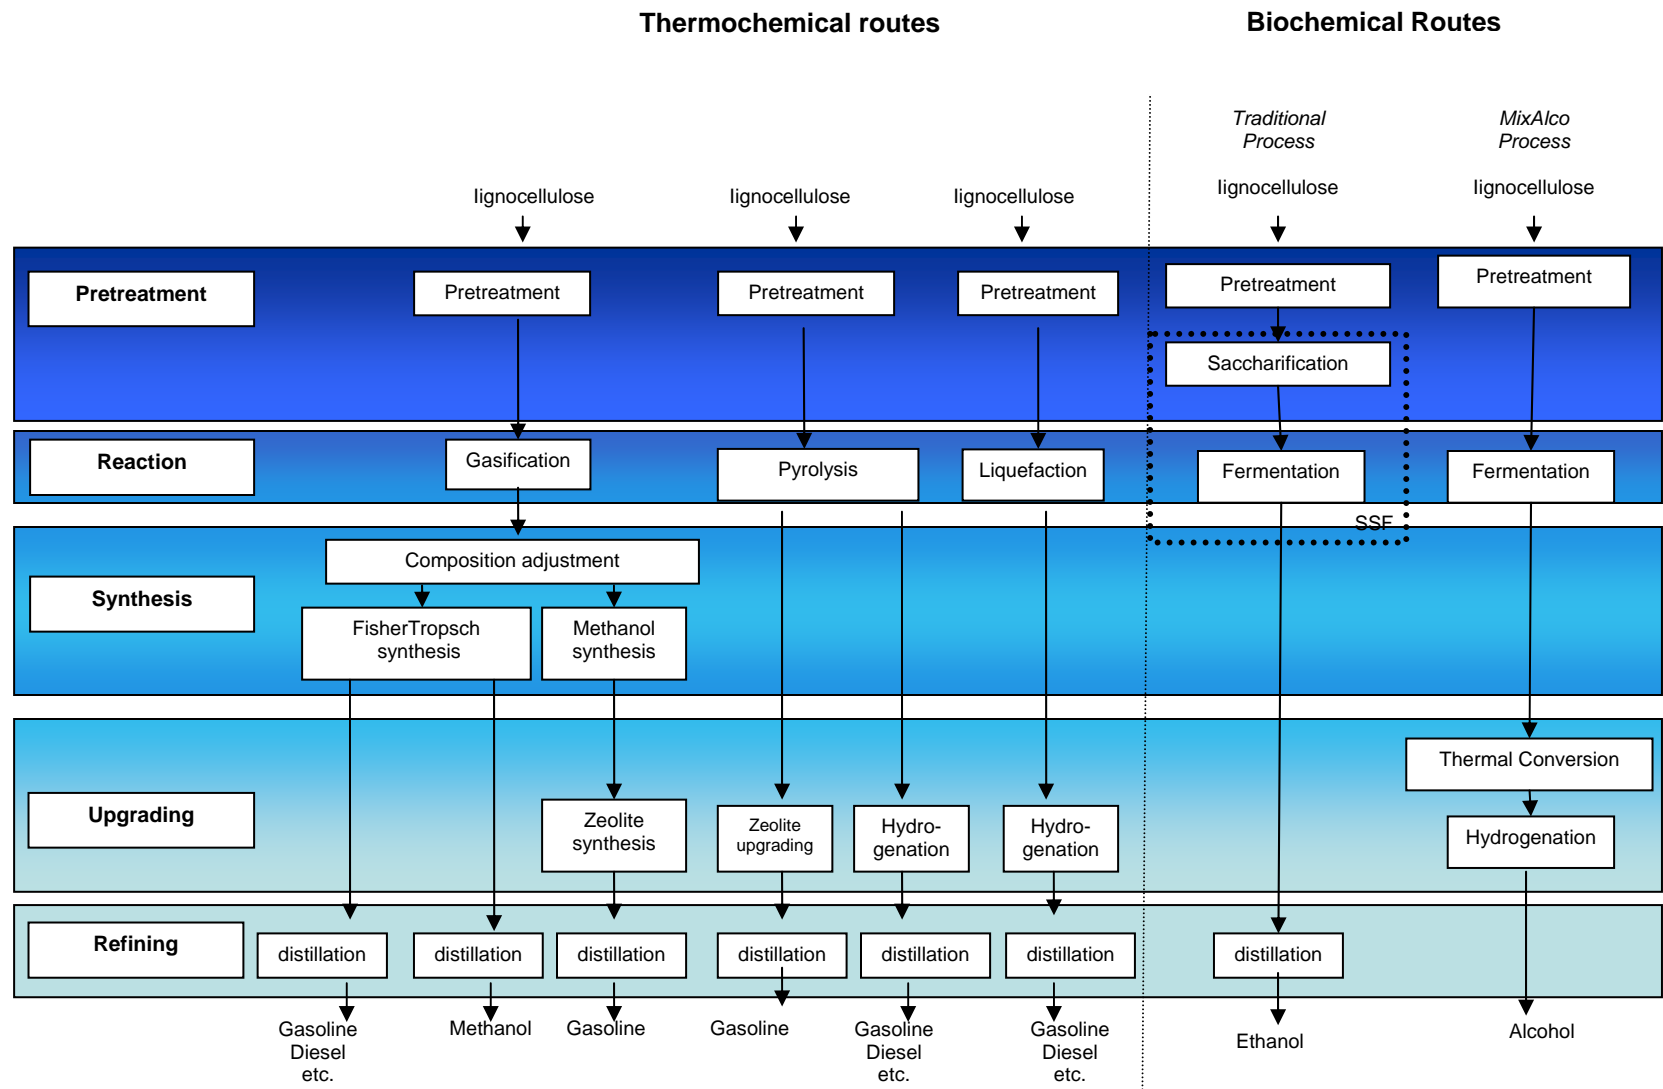 Thermochemical routes
Biochemical Routes
Traditional
Process
MixAlco
Process
lignocellulose
lignocellulose
lignocellulose
lignocellulose
lignocellulose
Pretreatment
Pretreatment
Pretreatment
Pretreatment
Pretreatment
Pretreatment
Saccharification
Reaction
Gasification
Pyrolysis
Liquefaction
Fermentation
Fermentation
SSF
Composition adjustment
Synthesis
FisherTropsch
synthesis
Methanol
synthesis
Thermal Conversion
Upgrading
Zeolite
synthesis
Zeolite
upgrading
Hydro-
genation
Hydro-
genation
Hydrogenation
Refining
distillation
distillation
distillation
distillation
distillation
distillation
distillation
Gasoline
Diesel
etc.
Methanol
Gasoline
Gasoline
Gasoline
Diesel
etc.
Gasoline
Diesel
etc.
Ethanol
Alcohol